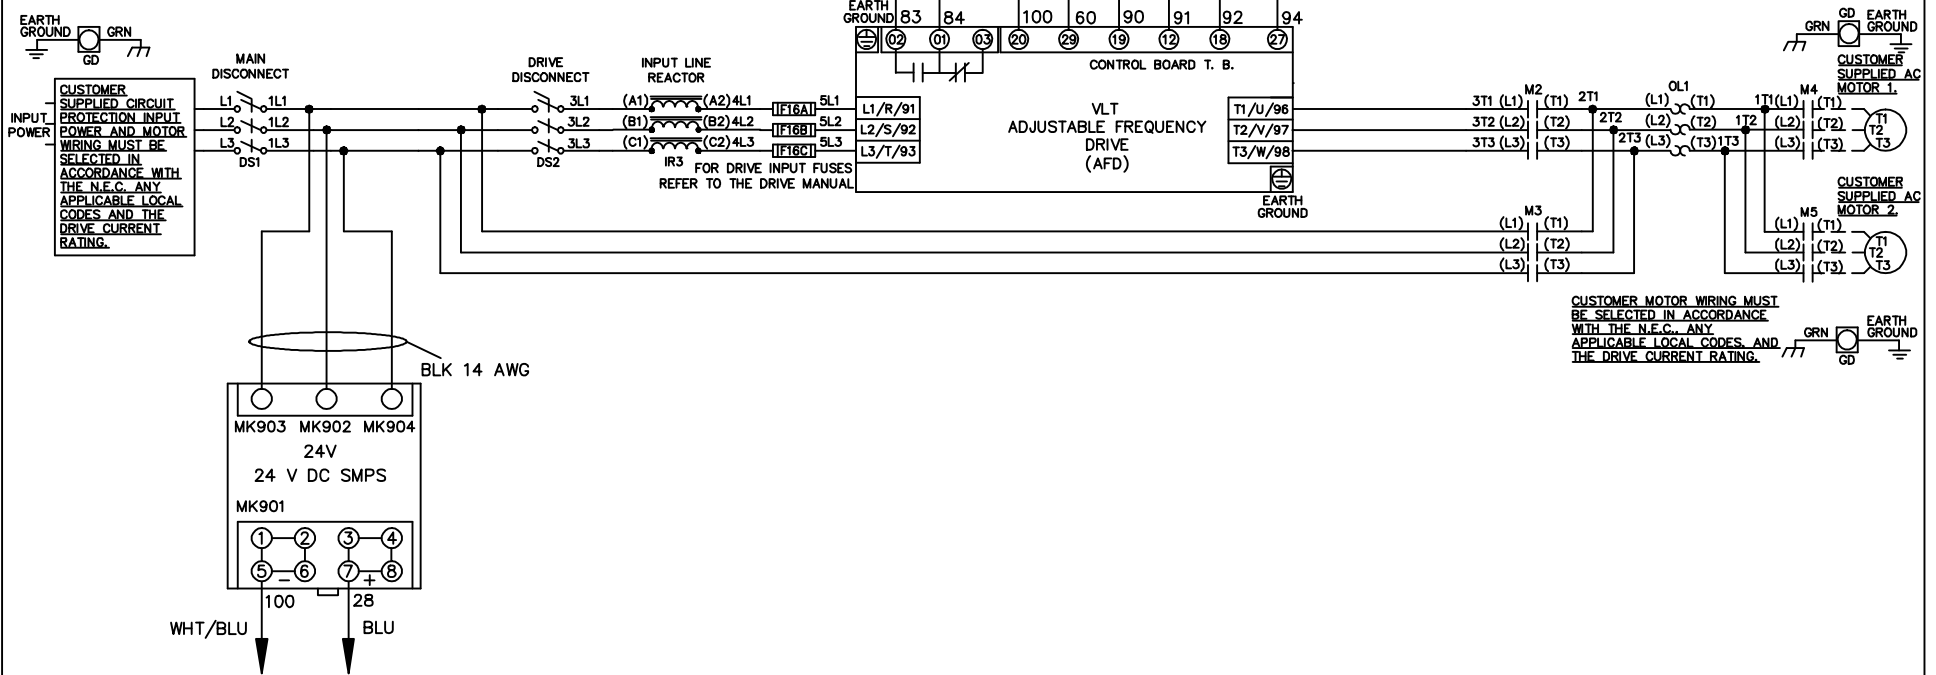 EARTH
GROUND
GRN
GD
EARTH
GROUND
83
84
100
60
90
91
92
94
02
01
03
20
29
19
12
18
27
CONTROL BOARD T. B.
GD
EARTH
GROUND
GRN
INPUT
POWER
CUSTOMER
SUPPLIED CIRCUIT
PROTECTION INPUT
POWER AND MOTOR
WIRING MUST BE
SELECTED IN
ACCORDANCE WITH
THE N.E.C. ANY
APPLICABLE LOCAL
CODES AND THE
DRIVE CURRENT
RATING.
MAIN
DISCONNECT
L1 1L1
L2 1L2
L3 1L3
DS1
DRIVE
DISCONNECT
3L1
3L2
3L3
DS2
INPUT LINE
REACTOR
(A1) (A2) 4L1
(B1) (B2) 4L2
(C1) (C2) 4L3
IR3
F16A 5L1
F16B 5L2
F16C 5L3
FOR DRIVE INPUT FUSES
REFER TO THE DRIVE MANUAL
L1/R/91
L2/S/92
L3/T/93
VLT
ADJUSTABLE FREQUENCY
DRIVE
(AFD)
T1/U/96
T2/V/97
T3/W/98
EARTH
GROUND
M2
3T1 (L1) (T1) 2T1
3T2 (L2) (T2) 2T2
3T3 (L3) (T3) 2T3
OL1
(L1) (T1) 1T1
(L2) (T2) 1T2
(L3) (T3) 1T3
M4
(L1) (T1)
(L2) (T2)
(L3) (T3)
CUSTOMER
SUPPLIED AC
MOTOR 1.
T1
T2
T3
M3
(L1) (T1)
(L2) (T2)
(L3) (T3)
M5
(L1) (T1)
(L2) (T2)
(L3) (T3)
CUSTOMER
SUPPLIED AC
MOTOR 2.
T1
T2
T3
CUSTOMER MOTOR WIRING MUST
BE SELECTED IN ACCORDANCE
WITH THE N.E.C., ANY
APPLICABLE LOCAL CODES, AND
THE DRIVE CURRENT RATING.
GRN
GD
EARTH
GROUND
BLK 14 AWG
MK903 MK902 MK904
24V
24 V DC SMPS
MK901
1 2 3 4
5 6 7 8
− +
100
28
WHT/BLU
BLU